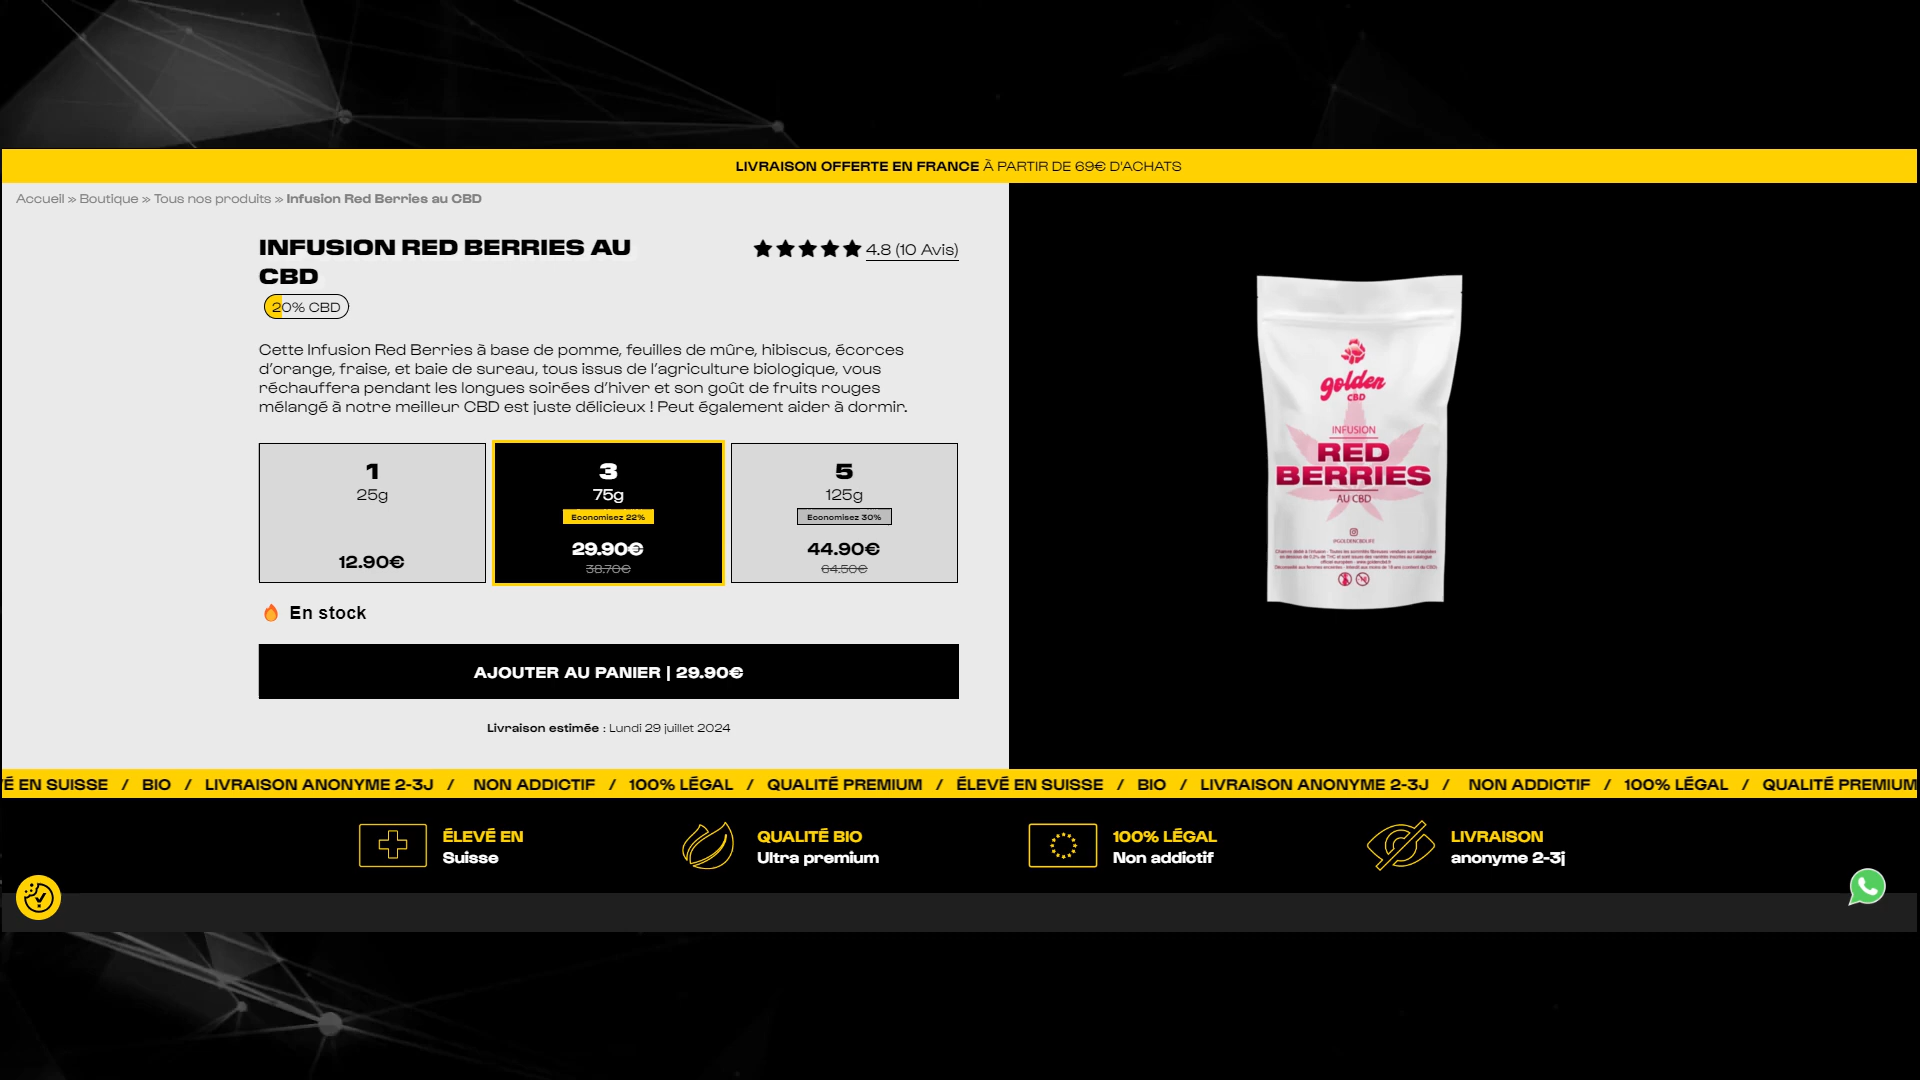 LIVRAISON OFFERTE EN FRANCE À PARTIR DE 69€ D'ACHATS
Accueil » Boutique » Tous nos produits » Infusion Red Berries au CBD
INFUSION RED BERRIES AU
CBD
4.8 (10 Avis)
20% CBD
Cette Infusion Red Berries à base de pomme, feuilles de mûre, hibiscus, écorces
d’orange, fraise, et baie de sureau, tous issus de l’agriculture biologique, vous
réchauffera pendant les longues soirées d’hiver et son goût de fruits rouges
mélangé à notre meilleur CBD est juste délicieux ! Peut également aider à dormir.
1
25g
12.90€
3
75g
Economisez 22%
29.90€
38.70€
5
125g
Economisez 30%
44.90€
64.50€
En stock
AJOUTER AU PANIER | 29.90€
Livraison estimée : Lundi 29 juillet 2024
golden
CBD
INFUSION
RED
BERRIES
AU CBD
@GOLDENCBDLIFE
VÉ EN SUISSE / BIO / LIVRAISON ANONYME 2-3J / NON ADDICTIF / 100% LÉGAL / QUALITÉ PREMIUM / ÉLEVÉ EN SUISSE / BIO / LIVRAISON ANONYME 2-3J / NON ADDICTIF / 100% LÉGAL / QUALITÉ PREMIUM
ÉLEVÉ EN
Suisse
QUALITÉ BIO
Ultra premium
100% LÉGAL
Non addictif
LIVRAISON
anonyme 2-3j